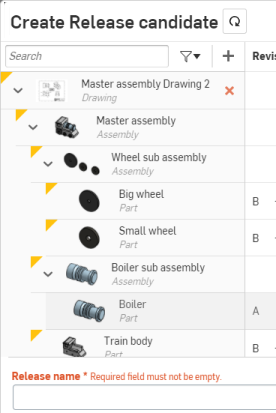 Create Release candidate
Search
Revis
Master assembly Drawing 2
Drawing
Master assembly
Assembly
Wheel sub assembly
Assembly
Big wheel
Part
B
Small wheel
Part
B
Boiler sub assembly
Assembly
Boiler
Part
A
Train body
Part
B
Release name * Required field must not be empty.